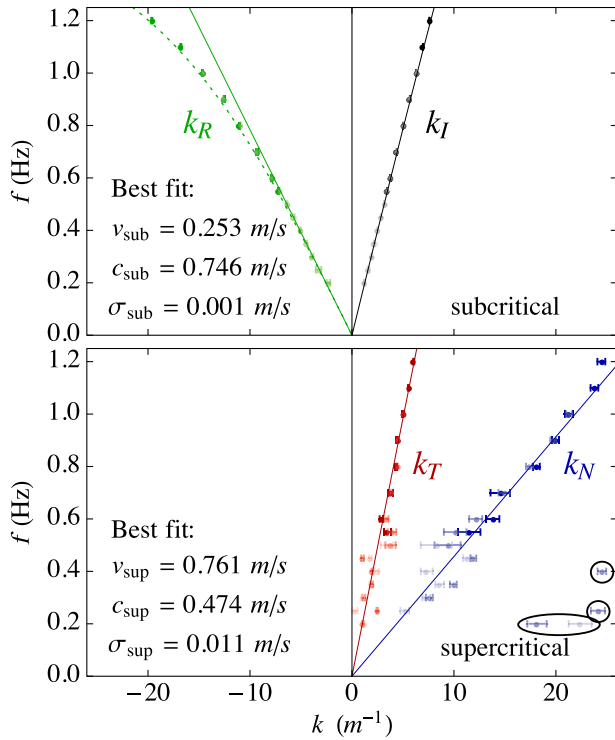 1.2
1.0
0.8
0.6
0.4
0.2
0.0
f (Hz)
k_R
k_I
Best fit:
v_sub = 0.253 m/s
c_sub = 0.746 m/s
σ_sub = 0.001 m/s
subcritical
1.2
1.0
0.8
0.6
0.4
0.2
0.0
f (Hz)
k_T
k_N
Best fit:
v_sup = 0.761 m/s
c_sup = 0.474 m/s
σ_sup = 0.011 m/s
supercritical
−20 −10 0 10 20
k (m⁻¹)